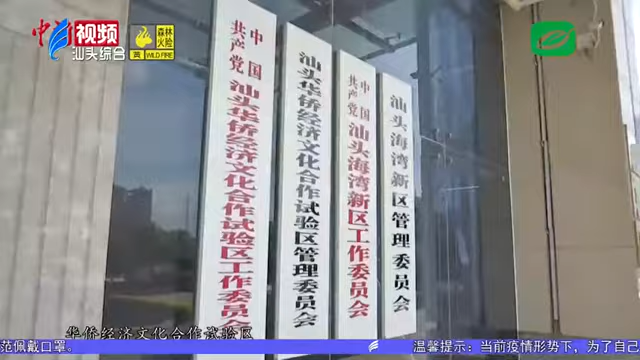 视频
汕头综合
森林
火险
黄 WILD FIRE
中国
共产党
汕头华侨经济文化合作试验区工作委员会
汕头华侨经济文化合作试验区管理委员会
中国
共产党
汕头海湾新区工作委员会
汕头海湾新区管理委员会
华侨经济文化合作试验区
范佩戴口罩。
温馨提示：当前疫情形势下，为了自己